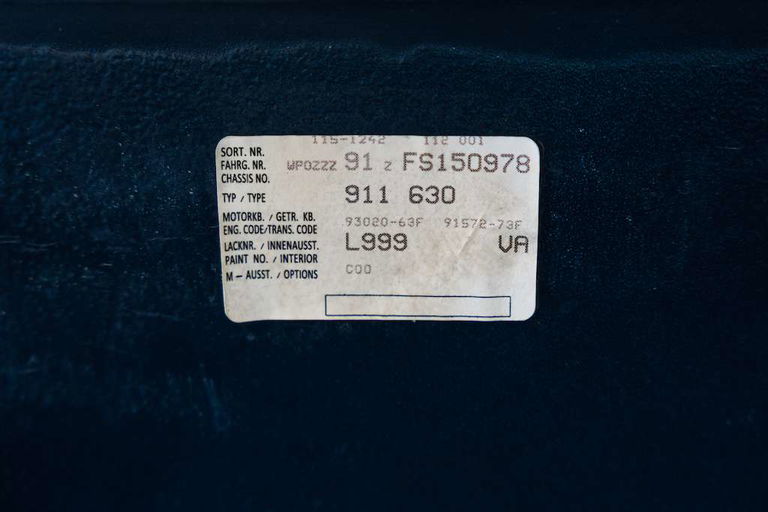 115-1242 112 001
SORT. NR.
FAHRG. NR. WPOZZZ 91 Z FS150978
CHASSIS NO.
TYP / TYPE 911 630
MOTORKB. / GETR. KB. 93020-63F 91572-73F
ENG. CODE/TRANS. CODE
LACKNR. / INNENAUSST. L999 VA
PAINT NO. / INTERIOR
M – AUSST. / OPTIONS C00